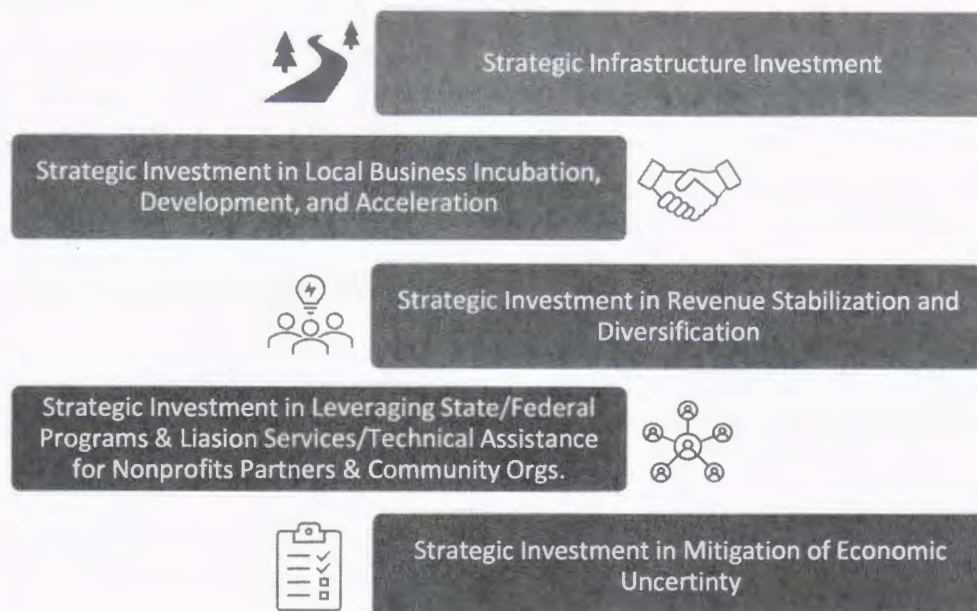 Strategic Infrastructure Investment
Strategic Investment in Local Business Incubation,
Development, and Acceleration
Strategic Investment in Revenue Stabilization and
Diversification
Strategic Investment in Leveraging State/Federal
Programs & Liasion Services/Technical Assistance
for Nonprofits Partners & Community Orgs.
Strategic Investment in Mitigation of Economic
Uncertinty